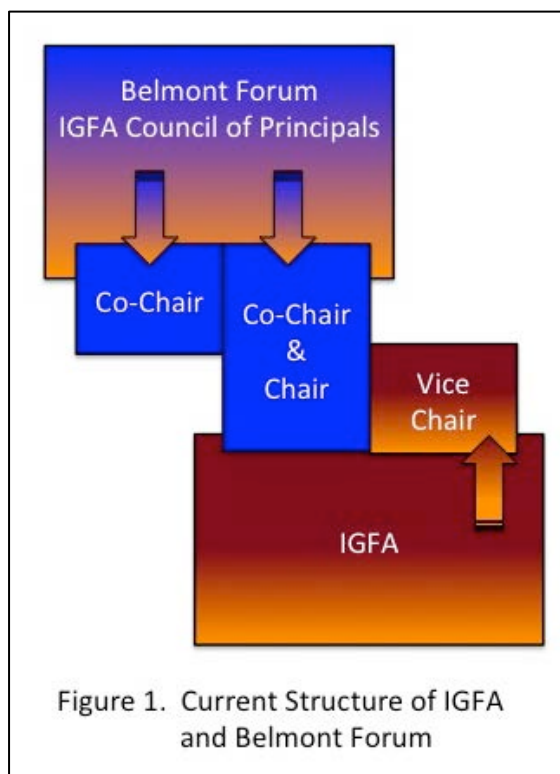 Belmont Forum
IGFA Council of Principals
Co-Chair
Co-Chair
&
Chair
Vice
Chair
IGFA
Figure 1.  Current Structure of IGFA
and Belmont Forum